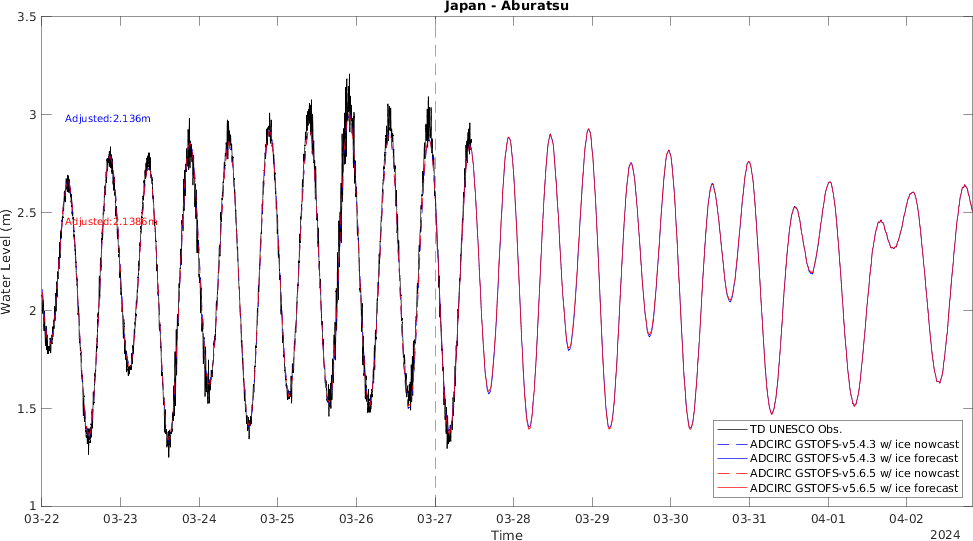 Japan - Aburatsu
3.5
3
2.5
2
1.5
1
Water Level (m)
Adjusted:2.136m
Adjusted:2.1386m
TD UNESCO Obs.
ADCIRC GSTOFS-v5.4.3 w/ ice nowcast
ADCIRC GSTOFS-v5.4.3 w/ ice forecast
ADCIRC GSTOFS-v5.6.5 w/ ice nowcast
ADCIRC GSTOFS-v5.6.5 w/ ice forecast
03-22 03-23 03-24 03-25 03-26 03-27 03-28 03-29 03-30 03-31 04-01 04-02
Time
2024